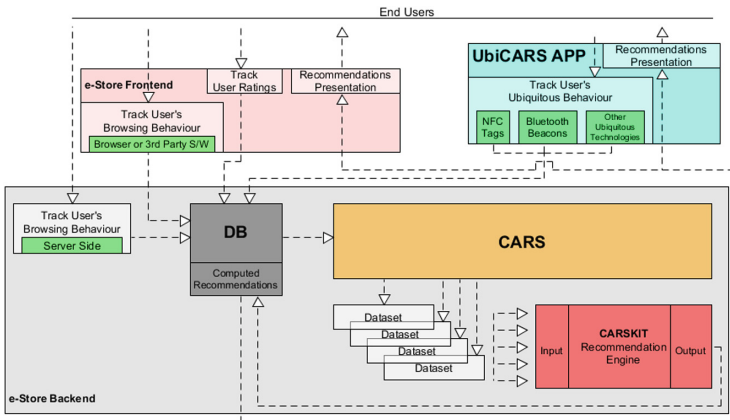 End Users
e-Store Frontend
Track
User Ratings
Recommendations
Presentation
Track User's
Browsing Behaviour
Browser or 3rd Party S/W
UbiCARS APP
Recommendations
Presentation
Track User's
Ubiquitous Behaviour
NFC
Tags
Bluetooth
Beacons
Other
Ubiquitous
Technologies
Track User's
Browsing Behaviour
Server Side
DB
Computed
Recommendations
CARS
Dataset
Dataset
Dataset
Dataset
Input
CARSKIT
Recommendation
Engine
Output
e-Store Backend